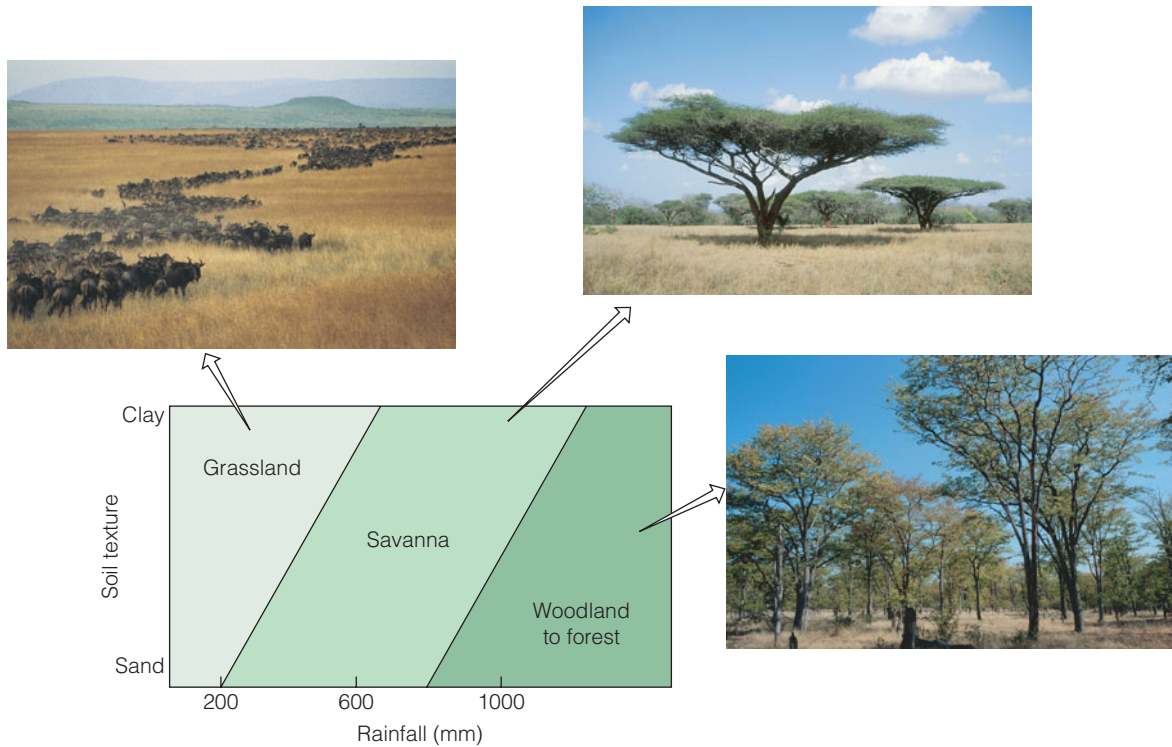 Clay
Grassland
Soil texture
Savanna
Woodland
to forest
Sand
200
600
1000
Rainfall (mm)